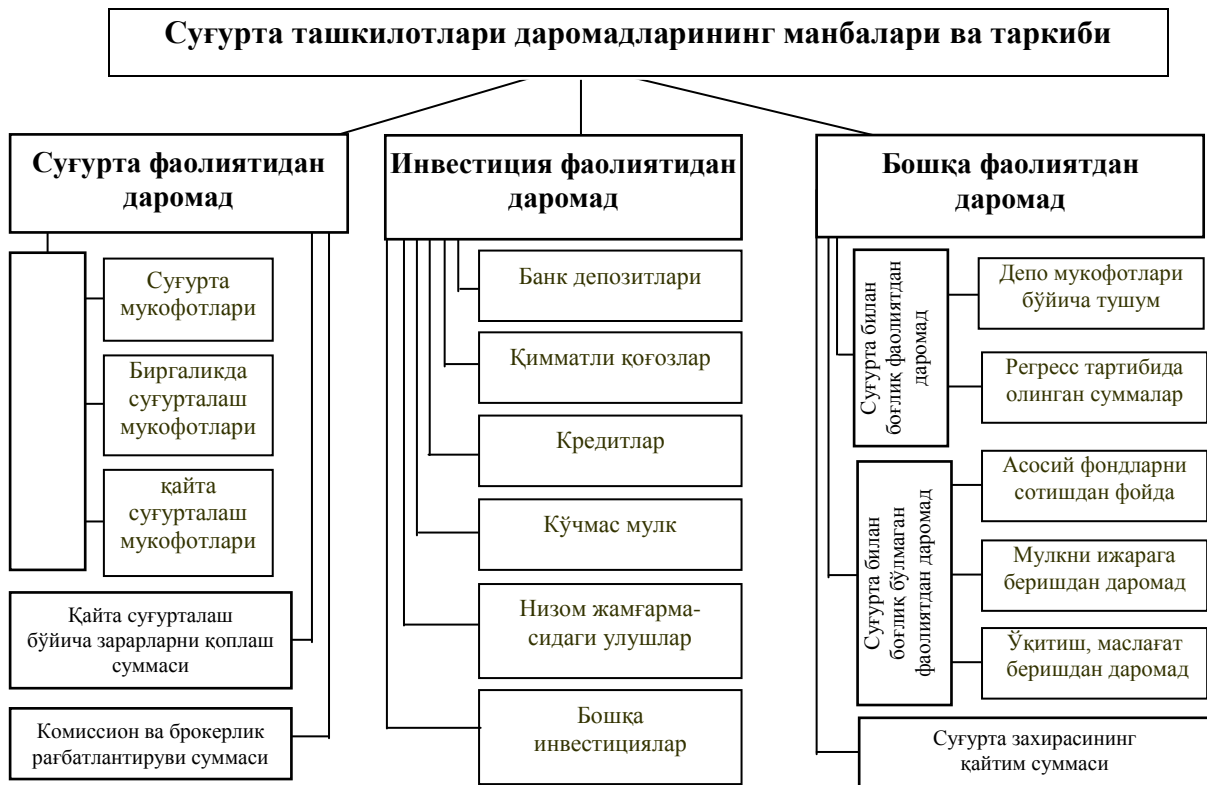 Суғурта ташкилотлари даромадларининг манбалари ва таркиби
Суғурта фаолиятидан
даромад
Суғурта
мукофотлари
Биргаликда
суғурталаш
мукофотлари
қайта
суғурталаш
мукофотлари
Қайта суғурталаш
бўйича зарарларни қоплаш
суммаси
Комиссион ва брокерлик
рағбатлантируви суммаси
Инвестиция фаолиятидан
даромад
Банк депозитлари
Қимматли қоғозлар
Кредитлар
Кўчмас мулк
Низом жамғарма-
сидаги улушлар
Бошқа
инвестициялар
Бошқа фаолиятдан
даромад
Суғурта билан
боғлиқ фаолиятдан
даромад
Депо мукофотлари
бўйича тушум
Регресс тартибида
олинган суммалар
Суғурта билан
боғлиқ бўлмаган
фаолиятдан даромад
Асосий фондларни
сотишдан фойда
Мулкни ижарага
беришдан даромад
Ўқитиш, маслағат
беришдан даромад
Суғурта захирасининг
қайтим суммаси